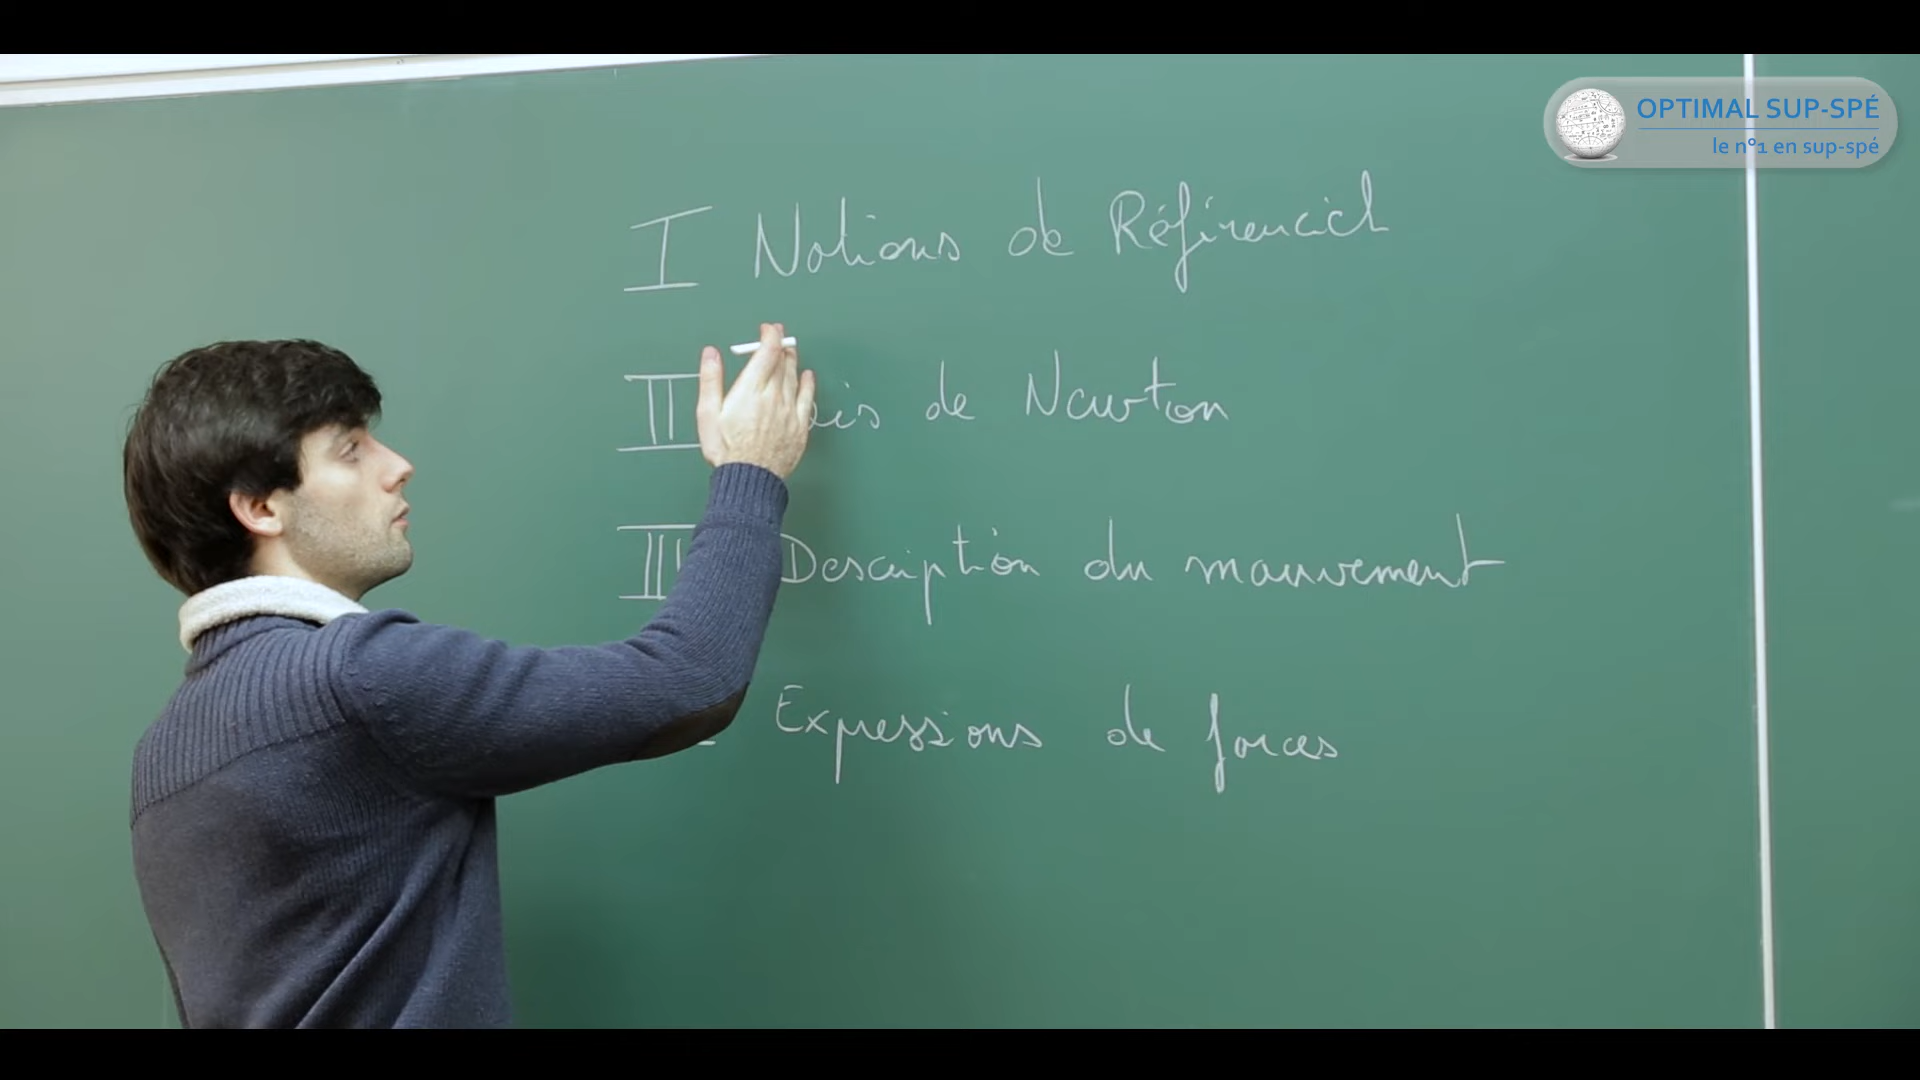 OPTIMAL SUP-SPÉ
le n°1 en sup-spé
I Notions de Référenciel
II de Newton
III Description du mouvement
Expressions de forces